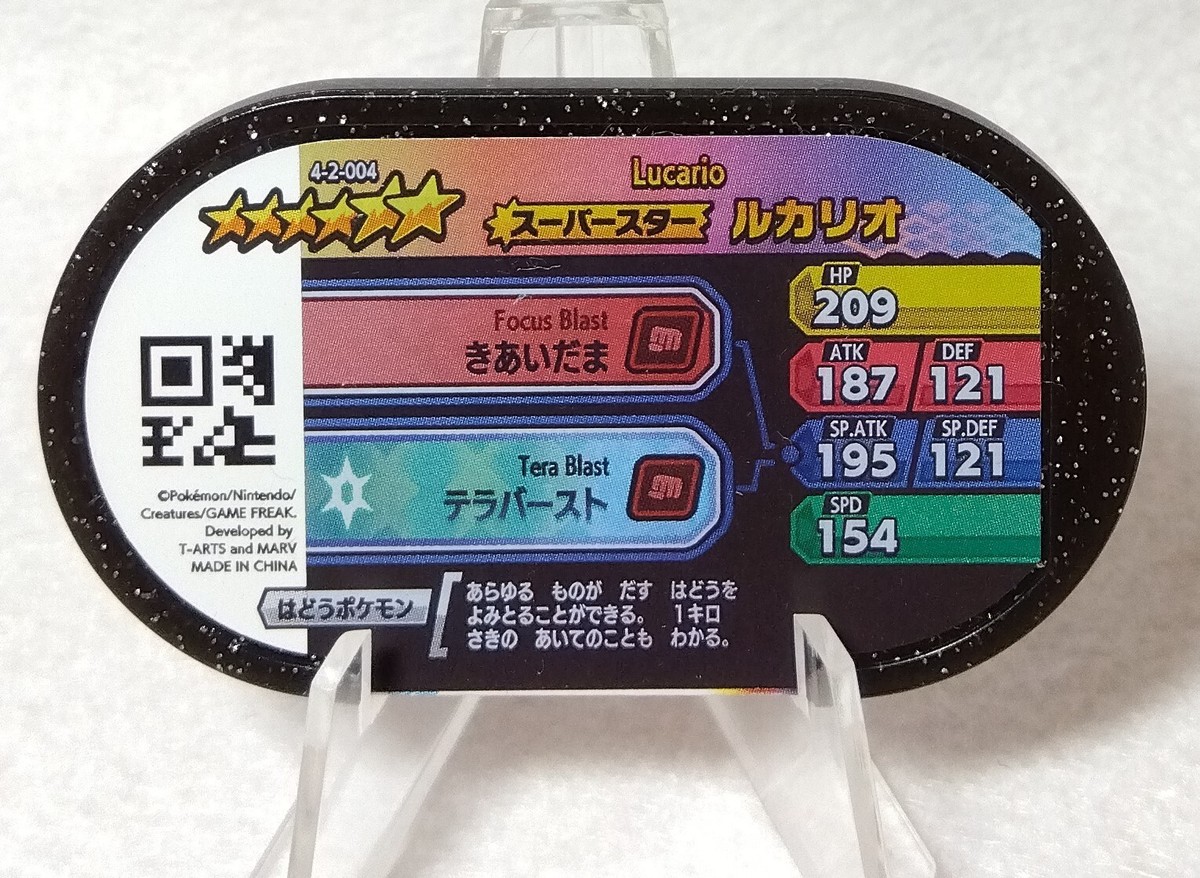 4-2-004
Lucario
スーパースター ルカリオ
Focus Blast
きあいだま
Tera Blast
テラバースト
HP
209
ATK
187
DEF
121
SP.ATK
195
SP.DEF
121
SPD
154
©Pokémon/Nintendo/
Creatures/GAME FREAK.
Developed by
T-ARTS and MARV
MADE IN CHINA
はどうポケモン
あらゆる ものが だす はどうを
よみとることができる。 1キロ
さきの あいてのことも わかる。